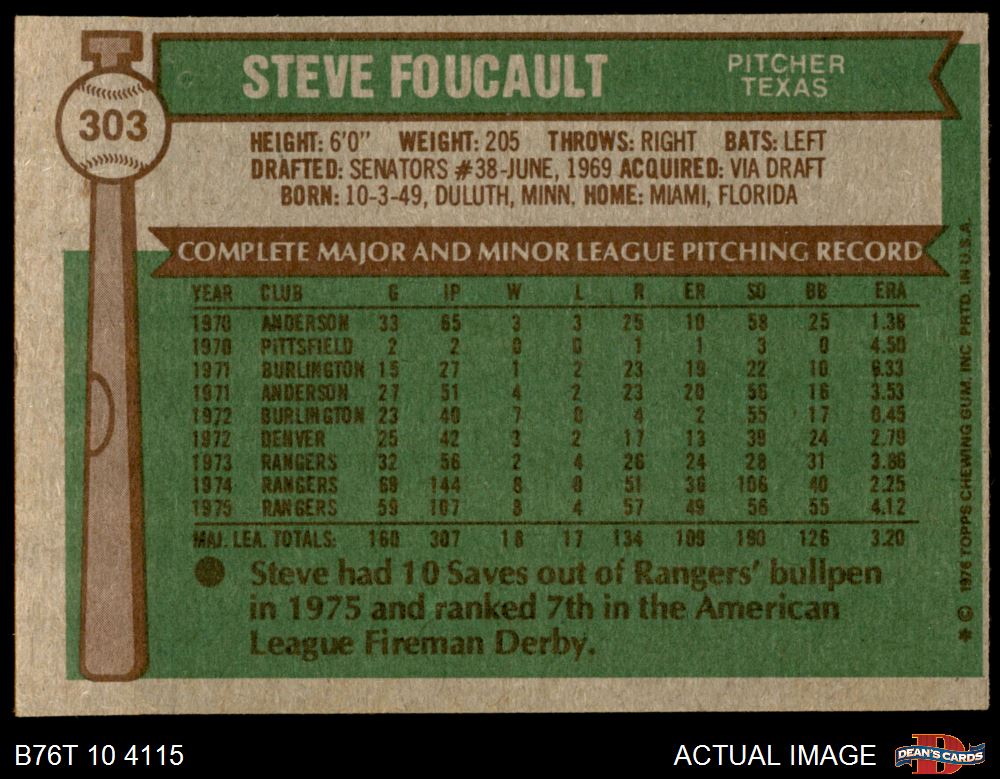 STEVE FOUCAULT
PITCHER
TEXAS
303
HEIGHT: 6'0" WEIGHT: 205 THROWS: RIGHT BATS: LEFT
DRAFTED: SENATORS #38-JUNE, 1969 ACQUIRED: VIA DRAFT
BORN: 10-3-49, DULUTH, MINN. HOME: MIAMI, FLORIDA
COMPLETE MAJOR AND MINOR LEAGUE PITCHING RECORD
YEAR CLUB G IP W L R ER SO BB ERA
1970 ANDERSON 33 65 3 3 25 10 58 25 1.38
1970 PITTSFIELD 2 2 0 0 1 1 3 0 4.50
1971 BURLINGTON 15 27 1 2 23 19 22 10 6.33
1971 ANDERSON 27 51 4 2 23 20 56 16 3.53
1972 BURLINGTON 23 40 7 0 4 2 55 17 0.45
1972 DENVER 25 42 3 2 17 13 39 24 2.79
1973 RANGERS 32 56 2 4 26 24 28 31 3.86
1974 RANGERS 69 144 8 9 51 36 106 40 2.25
1975 RANGERS 59 107 8 4 57 49 56 55 4.12
MAJ. LEA. TOTALS: 160 307 18 17 134 109 190 126 3.20
Steve had 10 Saves out of Rangers' bullpen
in 1975 and ranked 7th in the American
League Fireman Derby.
* © 1976 TOPPS CHEWING GUM, INC. PRTD. IN U.S.A.
B76T 10 4115
ACTUAL IMAGE
DEAN'S CARDS